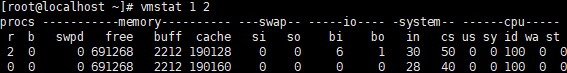 [root@localhost ~]# vmstat 1 2
procs -----------memory---------- ---swap-- -----io---- -system-- ------cpu-----
 r  b   swpd   free   buff  cache   si   so    bi    bo   in   cs us sy id wa st
 2  0      0 691268   2212 190128    0    0     6     1   30   50  0  0 100  0  0
 0  0      0 691268   2212 190160    0    0     0     0   28   40  0  0 100  0  0